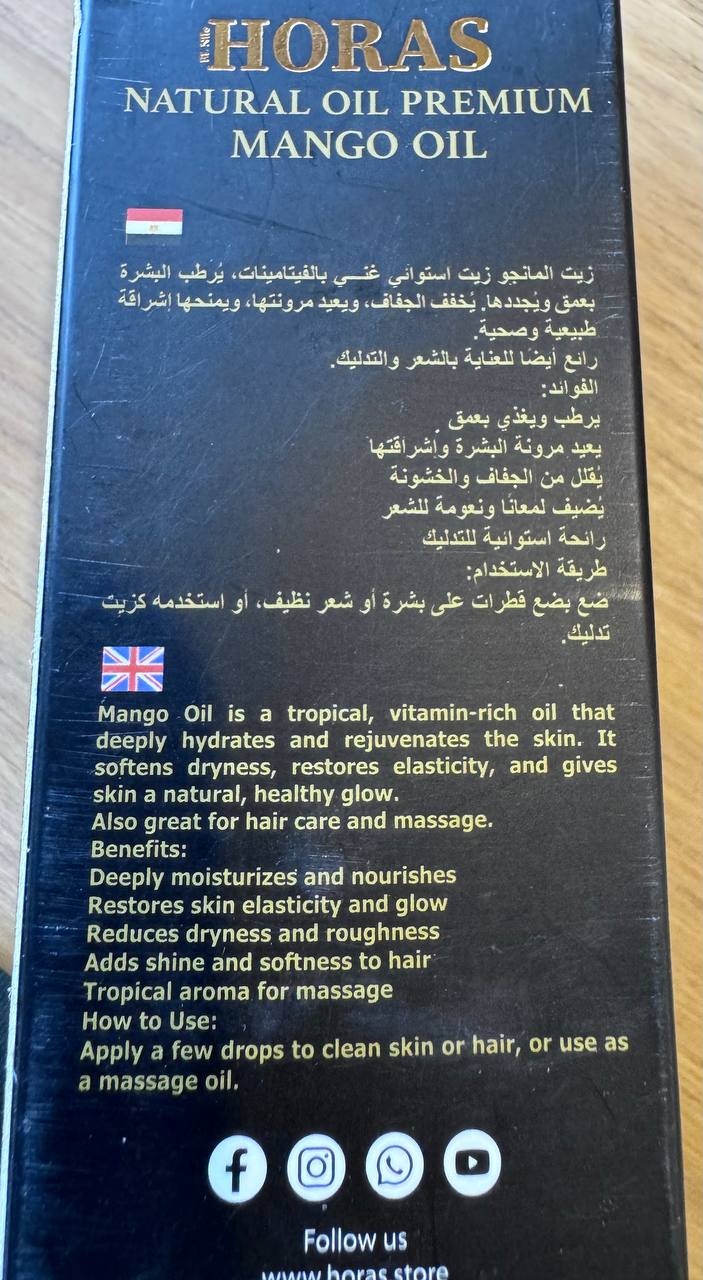 EL Nile
HORAS
NATURAL OIL PREMIUM
MANGO OIL
زيت المانجو زيت استوائي غنـــي بالفيتامينات، يُرطب البشرة
بعمق ويُجددها. يُخفف الجفاف، ويعيد مرونتها، ويمنحها إشراقة
طبيعية وصحية.
رائع أيضًا للعناية بالشعر والتدليك.
الفوائد:
يرطب ويغذي بعمق
يعيد مرونة البشرة وإشراقتها
يُقلل من الجفاف والخشونة
يُضيف لمعانًا ونعومة للشعر
رائحة استوائية للتدليك
طريقة الاستخدام:
ضع بضع قطرات على بشرة أو شعر نظيف، أو استخدمه كزيت
تدليك.
Mango Oil is a tropical, vitamin-rich oil that
deeply hydrates and rejuvenates the skin. It
softens dryness, restores elasticity, and gives
skin a natural, healthy glow.
Also great for hair care and massage.
Benefits:
Deeply moisturizes and nourishes
Restores skin elasticity and glow
Reduces dryness and roughness
Adds shine and softness to hair
Tropical aroma for massage
How to Use:
Apply a few drops to clean skin or hair, or use as
a massage oil.
Follow us
www.horas.store